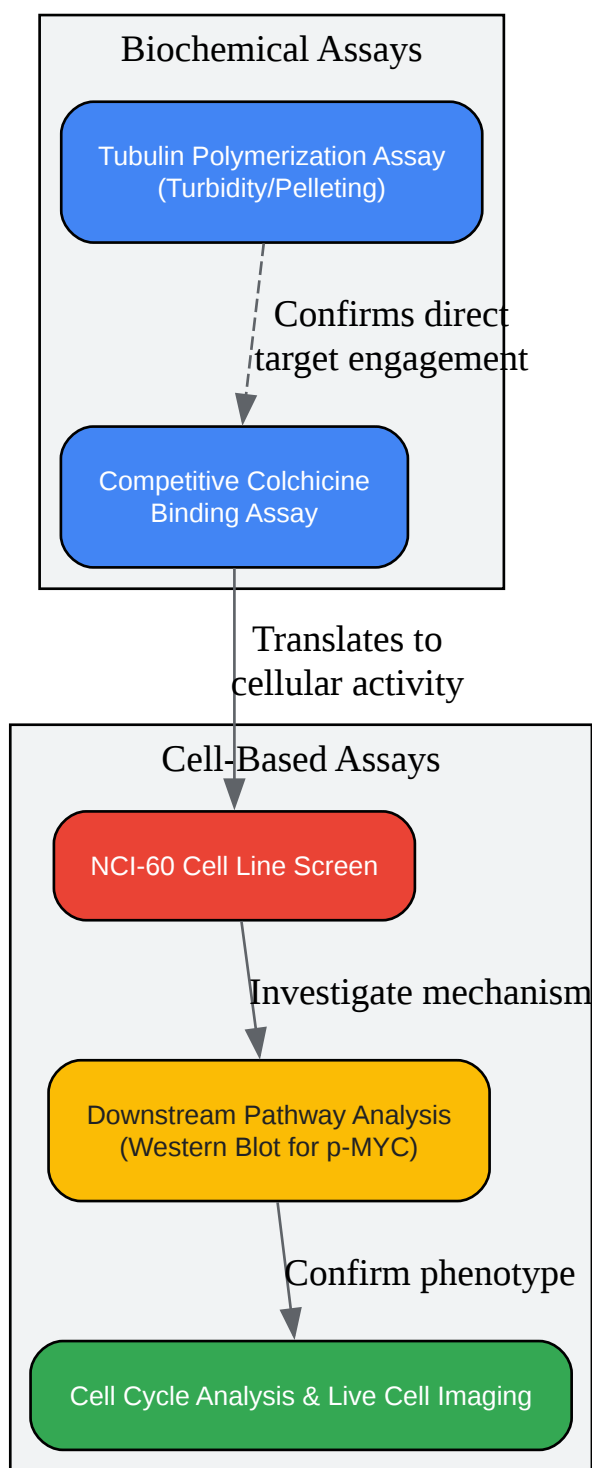 Biochemical Assays
Tubulin Polymerization Assay
(Turbidity/Pelleting)
Confirms direct
target engagement
Competitive Colchicine
Binding Assay
Translates to
cellular activity
Cell-Based Assays
NCI-60 Cell Line Screen
Investigate mechanism
Downstream Pathway Analysis
(Western Blot for p-MYC)
Confirm phenotype
Cell Cycle Analysis & Live Cell Imaging